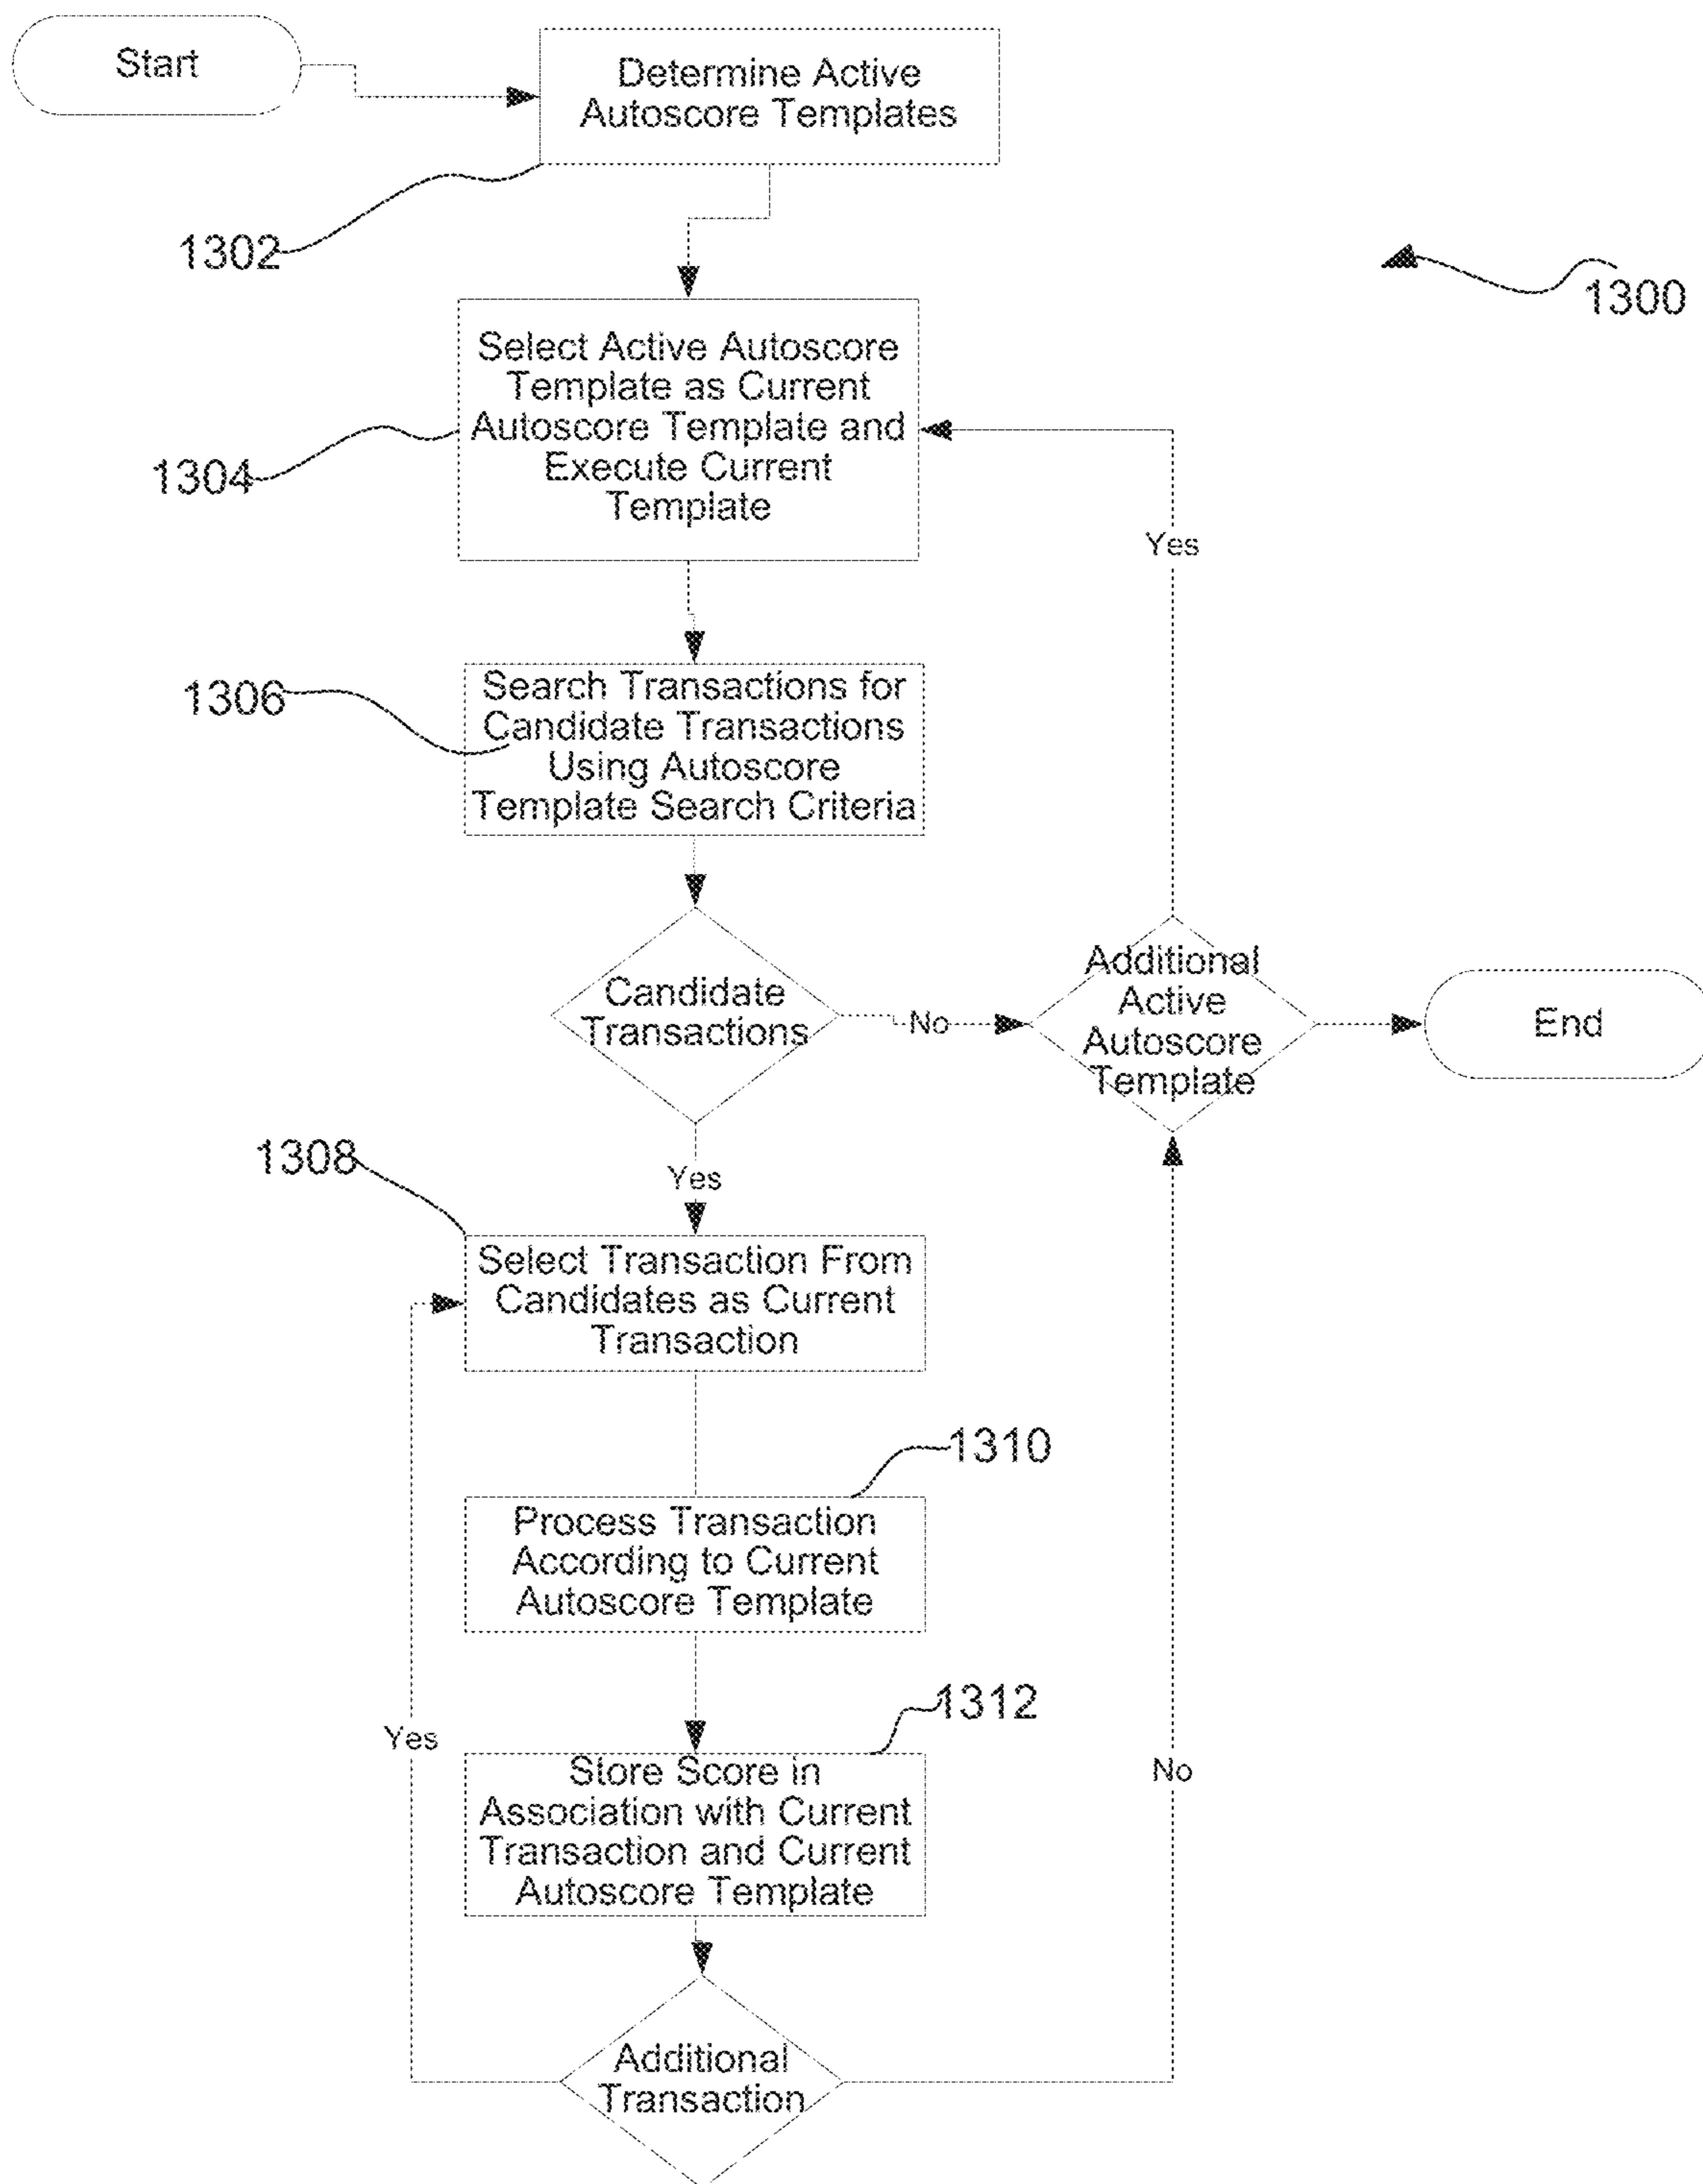 Start
Determine Active
Autoscore Templates
1302
1300
Select Active Autoscore
Template as Current
Autoscore Template and
Execute Current
Template
1304
Yes
Search Transactions for
Candidate Transactions
Using Autoscore
Template Search Criteria
1306
Candidate
Transactions
No
Additional
Active
Autoscore
Template
End
Yes
1308
Select Transaction From
Candidates as Current
Transaction
1310
Process Transaction
According to Current
Autoscore Template
1312
Store Score in
Association with Current
Transaction and Current
Autoscore Template
Yes
No
Additional
Transaction